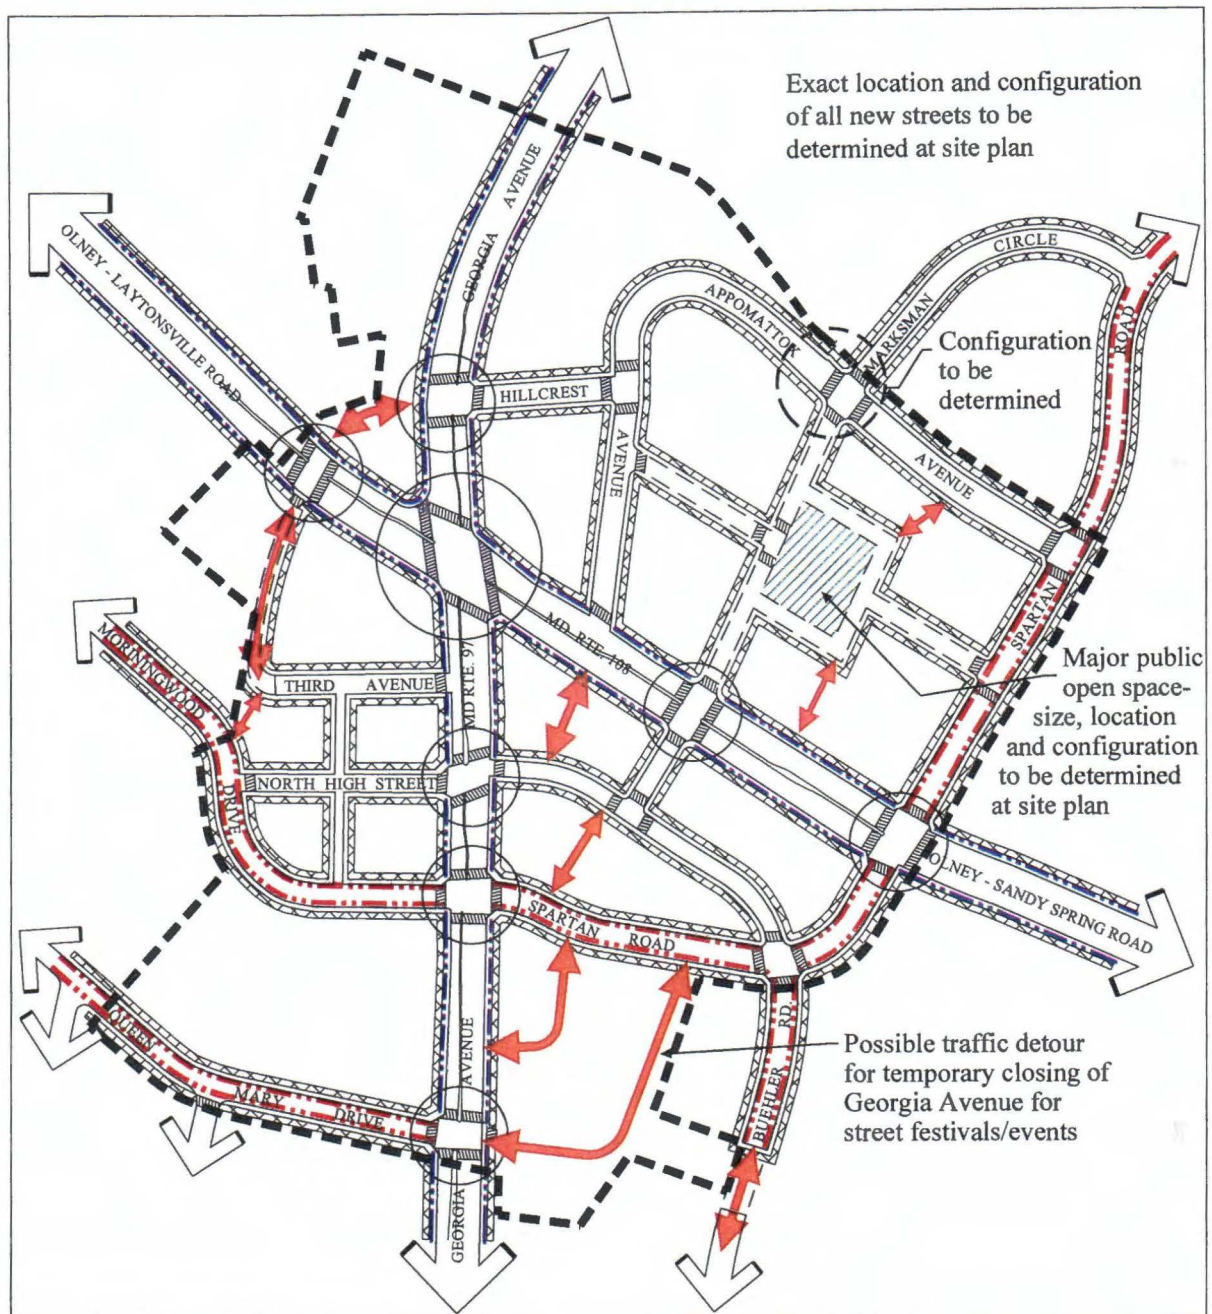 Exact location and configuration
of all new streets to be
determined at site plan
GEORGIA AVENUE
OLNEY - LAYTONSVILLE ROAD
CIRCLE
MARKSMAN
ROAD
APPOMATTOX
Configuration
to be
determined
HILLCREST
AVENUE
AVENUE
SPARTAN
MD. RTE. 108
MD RTE. 97
MORNINGWOOD
THIRD AVENUE
Major public
open space-
size, location
and configuration
to be determined
at site plan
NORTH HIGH STREET
DRIVE
OLNEY - SANDY SPRING ROAD
SPARTAN ROAD
QUEEN
MARY
DRIVE
AVENUE
BUEHLER RD.
Possible traffic detour
for temporary closing of
Georgia Avenue for
street festivals/events
GEORGIA